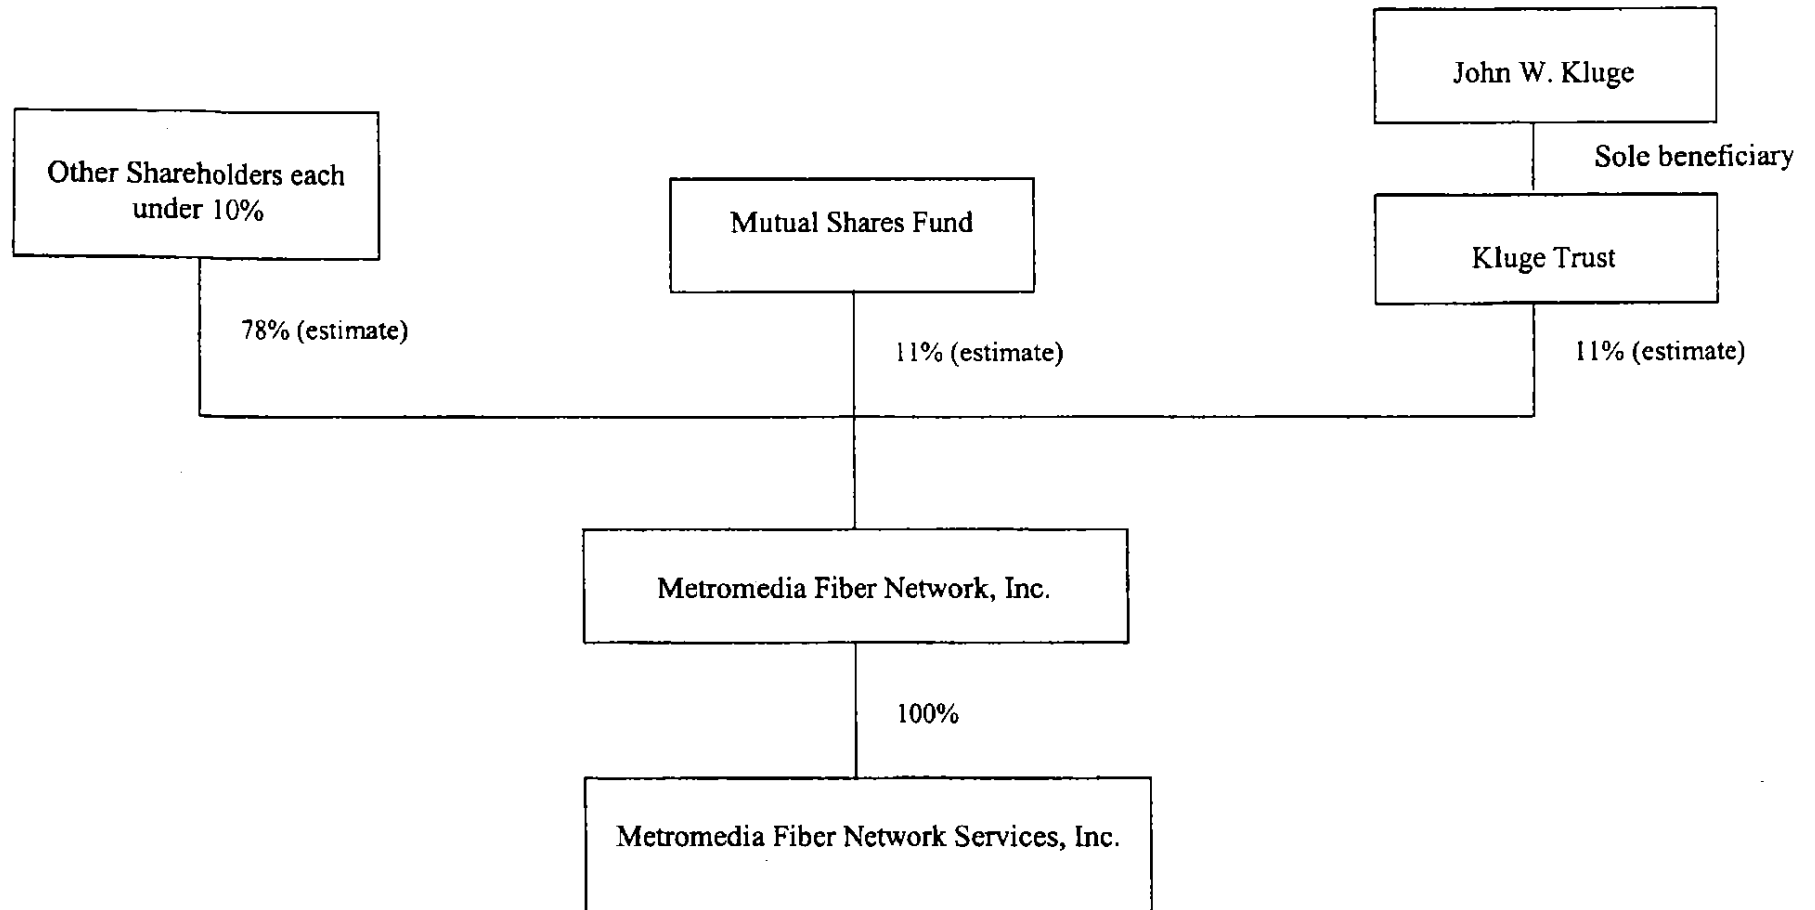 John W. Kluge
Sole beneficiary
Other Shareholders each
under 10%
Mutual Shares Fund
Kluge Trust
78% (estimate)
11% (estimate)
11% (estimate)
Metromedia Fiber Network, Inc.
100%
Metromedia Fiber Network Services, Inc.